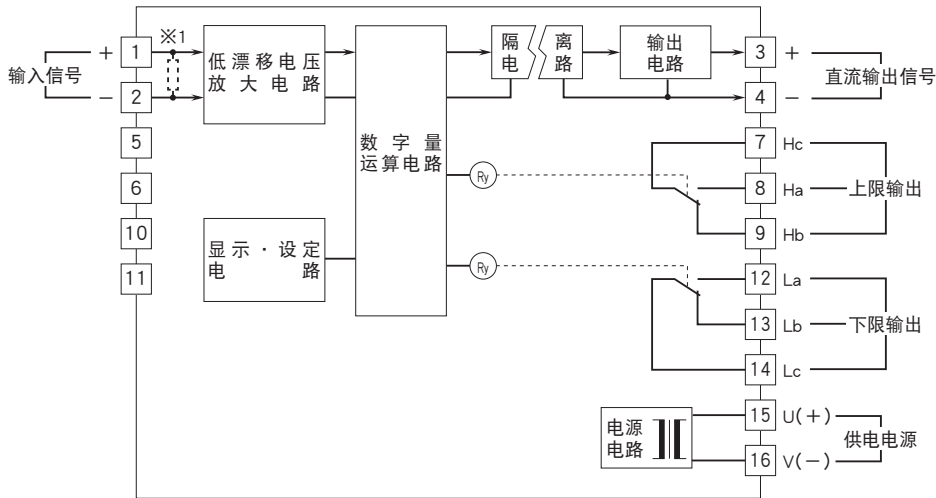 输入信号
+ 1
- 2
※1
5
6
10
11
低漂移电压
放大电路
数字量
运算电路
显示・设定
电路
隔离
电路
输出
电路
Ry
Ry
3 +
4 -
直流输出信号
7 Hc
8 Ha
9 Hb
上限输出
12 La
13 Lb
14 Lc
下限输出
电源
电路
15 U(+)
16 V(-)
供电电源